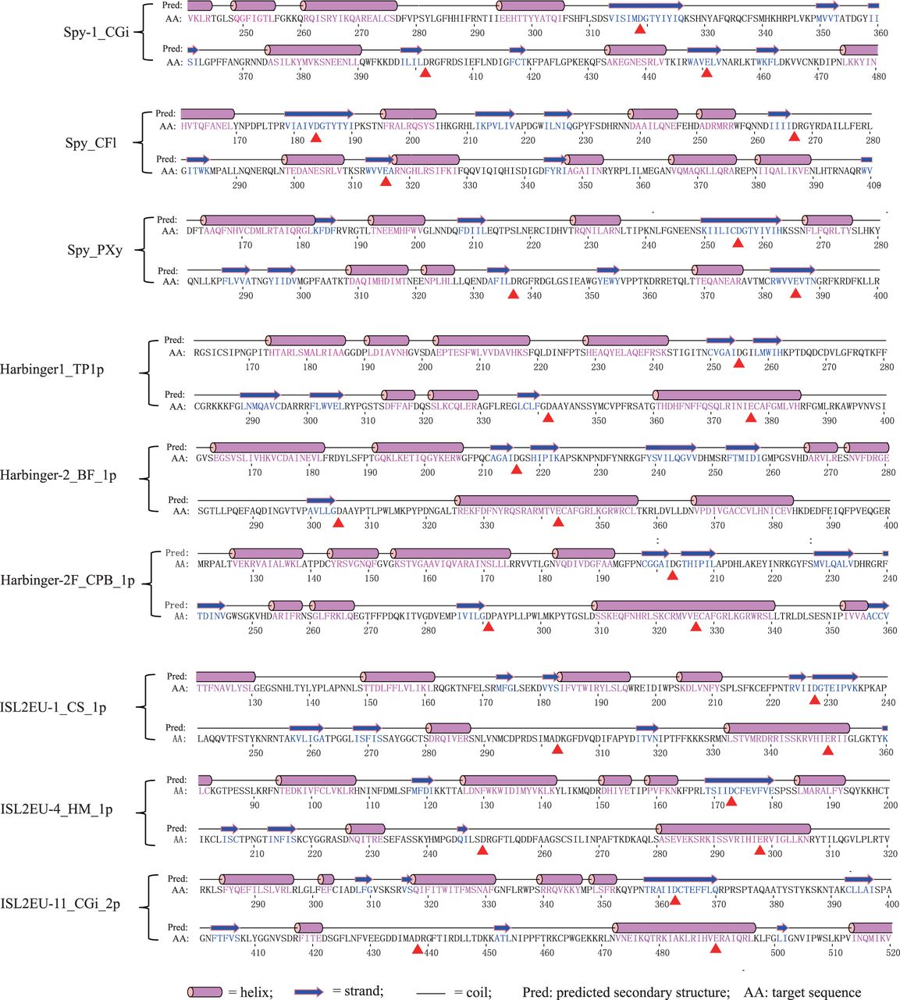 Pred:
AA: VKLRTGLSQGFIGTLFGKKQRQISRYIKQAREALCSDFVPSYLGFHHIFRNTIIEEHTTYYATQIFSHFLSDSVISIMDGTYIYIQKSHNYAFQRQCFSMHKHRPLVKPMVVTATDGYII
250 260 270 280 290 300 310 320 330 340 350 360
Spy-1_CGi
Pred:
AA: SILGPFFANGRNNDASILKYMVKSNEENLLQWFKKDDILILDRGFRDSIEFLNDIGFCTKFPAFLGPKEKQFSAKEGNESRLVTKIRWAVELVNARLKTWKFLDKVVCNKDIPNLKKYIN
370 380 390 400 410 420 430 440 450 460 470 480
Pred:
AA: HVTQFANELYNPDPLTPRVIAIVDGTYTYIPKSTNFRALRQSYSIHKGRHLIKPVLIVAPDGWILNIQGPYFSDHRNNDAAILQNEFEHDADRMRRWFQNNDIIIIDRGYRDAILLFERL
170 180 190 200 210 220 230 240 250 260 270 280
Spy_CFl
Pred:
AA: GITWKMPALLNQNERQLNTEDANESRLVTKSRWVVEARNGHLRSIFKIFQQVIQIQHISDIGDFYRIAGAIINRYRPLILMEGANVQMAQKLLQRAREPNIIQALIKVENLHTRNAQRWV
290 300 310 320 330 340 350 360 370 380 390 400
Pred:
AA: DFTAAQFNHVCDMLRTAIQRGLKFDFRVRGTLTNEEMHFWVGLNNDQFDIILEQTPSLNERCIDHVTRQNILARNLTIPKNLFGNEENSKIILICDGTYIYIHKSSNFLFQRLTYSLHKY
170 180 190 200 210 220 230 240 250 260 270 280
Spy_PXy
Pred:
AA: QNLLKPFLVVATNGYIIDVMGPFAATKTDAQIMHDIMTNEENPLHLLLQENDAFILDRGFRDGLGSIEAWGYEWYVPPTKDRRETQLTTEQANEARAVTMCRWVVEVTNGRFKRDFKLLR
290 300 310 320 330 340 350 360 370 380 390 400
Pred:
AA: RGSICSIPNGPITHTARLSMALRIAAGGDPLDIAVNHGVSDAEPTESFWLVVDAVHKSFQLDINFPTSHEAQYELAQEFRSKSTIGITNCVGAIDGILMWIHKPTDQDCDVLGFRQTKFF
170 180 190 200 210 220 230 240 250 260 270 280
Harbinger1_TP1p
Pred:
AA: CGRKKKFGLNMQAVCDARRRFLWVELRYPGSTSDFFAFDQSSLKCQLERAGFLREGLCLFGDAAYANSSYMCVPFRSATGTHDHFNFFQSQLRINIECAFGMLVHRFGMLRKAWPVNVSI
290 300 310 320 330 340 350 360 370 380 390 400
Pred:
AA: GVSEGSVSLIVHKVCDAINEVLFRDYLSFPTGQKLKETIQGYKERWGFPQCAGAIDGSHIPIKAPSKNPNDFYNRKGFYSVILQGVVDHMSRFTMIDIGMPGSVHDARVLRESNVFDRGE
170 180 190 200 210 220 230 240 250 260 270 280
Harbinger-2_BF_1p
Pred:
AA: SGTLLPQEFAQDINGVTVPAVLLGDAAYPTLPWLMKPYPDNGALTREKFDFNYRQSRARMTVECAFGRLKGRWRCLTKRLDVLLDNVPDIVGACCVLHNICEVHKDEDFEIQFPVEQGER
290 300 310 320 330 340 350 360 370 380 390 400
Pred:
AA: MRPALTVEKRVAIALWKLATPDCYRSVGNQFGVGKSTVGAAVIQVARAINSLLLRRVVTLGNVQDIVDGFAAMGFPNCGGAIDGTHIPILAPDHLAKEYINRKGYFSMVLQALVDHRGRF
130 140 150 160 170 180 190 200 210 220 230 240
Harbinger-2F_CPB_1p
Pred:
AA: TDINVGWSGKVHDARIFRNSGLFRKLQEGTFFPDQKITVGDVEMPIVILGDPAYPLLPWLMKPYTGSLDSSKEQFNHRLSKCRMVVECAFGRLKGRWRSLLTRLDLSESNIPIVVAACCV
250 260 270 280 290 300 310 320 330 340 350 360
Pred:
AA: TTFNAVLYSLGEGSNHLTYLYPLAPNNLSTTDLFFLVLIKLRQGKTNFELSRMFGLSEKDVYSIFVTWIRYLSLQWREIDIWPSKDLVNFYSPLSFKCEFPNTRVIIDGTEIPVKKPKAP
130 140 150 160 170 180 190 200 210 220 230 240
ISL2EU-1_CS_1p
Pred:
AA: LAQQVTFSTYKNRNTAKVLIGATPGGLISFISSAYGGCTSDRQIVERSNLVNMCDPRDSIMADKGFDVQDIFAPYDITVNIPTFFKKKSRMNLSTVMRDRRISSKRVHIERIIGLGKTYK
250 260 270 280 290 300 310 320 330 340 350 360
Pred:
AA: LCKGTPESSLKRFNTEDKIVFCLVKLRHNINFDMLSFMFDIKKTTALDNFWKWIDIMYVKLKYLIKMQDRDHIYETIPPVFKNKFPRLTSIIDCFEVFVESPSSLMARALFYSQYKKHCT
90 100 110 120 130 140 150 160 170 180 190 200
ISL2EU-4_HM_1p
Pred:
AA: IKCLISCTPNGTINFISKCYGGRASDNQITRESEFASSKYHMPGDQILSDRGFTLQDDFAAGSCSILINPAFTKDKAQLSASEVEKSRKISSVRIHIERVIGLLKNRYTILQGVLPLRTV
210 220 230 240 250 260 270 280 290 300 310 320
Pred:
AA: RKLSFYQEFILSLVRLRLGLFEFCIADLFGVSKSRVSQIFITWITFMSNAFGNFLRWPSRRQVKKYMPLSFRKQYPNTRAIIDCTEFFLQRPRSPTAQAATYSTYKSKNTAKCLLAISPA
290 300 310 320 330 340 350 360 370 380 390 400
ISL2EU-11_CGi_2p
Pred:
AA: GNFTFVSKLYGGNVSDRFITEDSGFLNFVEEGDDIMADRGFTIRDLLTDKKATLNIPPFTRKCPWGEKKRLNVNEIKQTRKIAKLRIHVERAIQRLKLFGLIGNVIPWSLKPVINQMIKV
410 420 430 440 450 460 470 480 490 500 510 520
= helix; = strand; = coil; Pred: predicted secondary structure; AA: target sequence